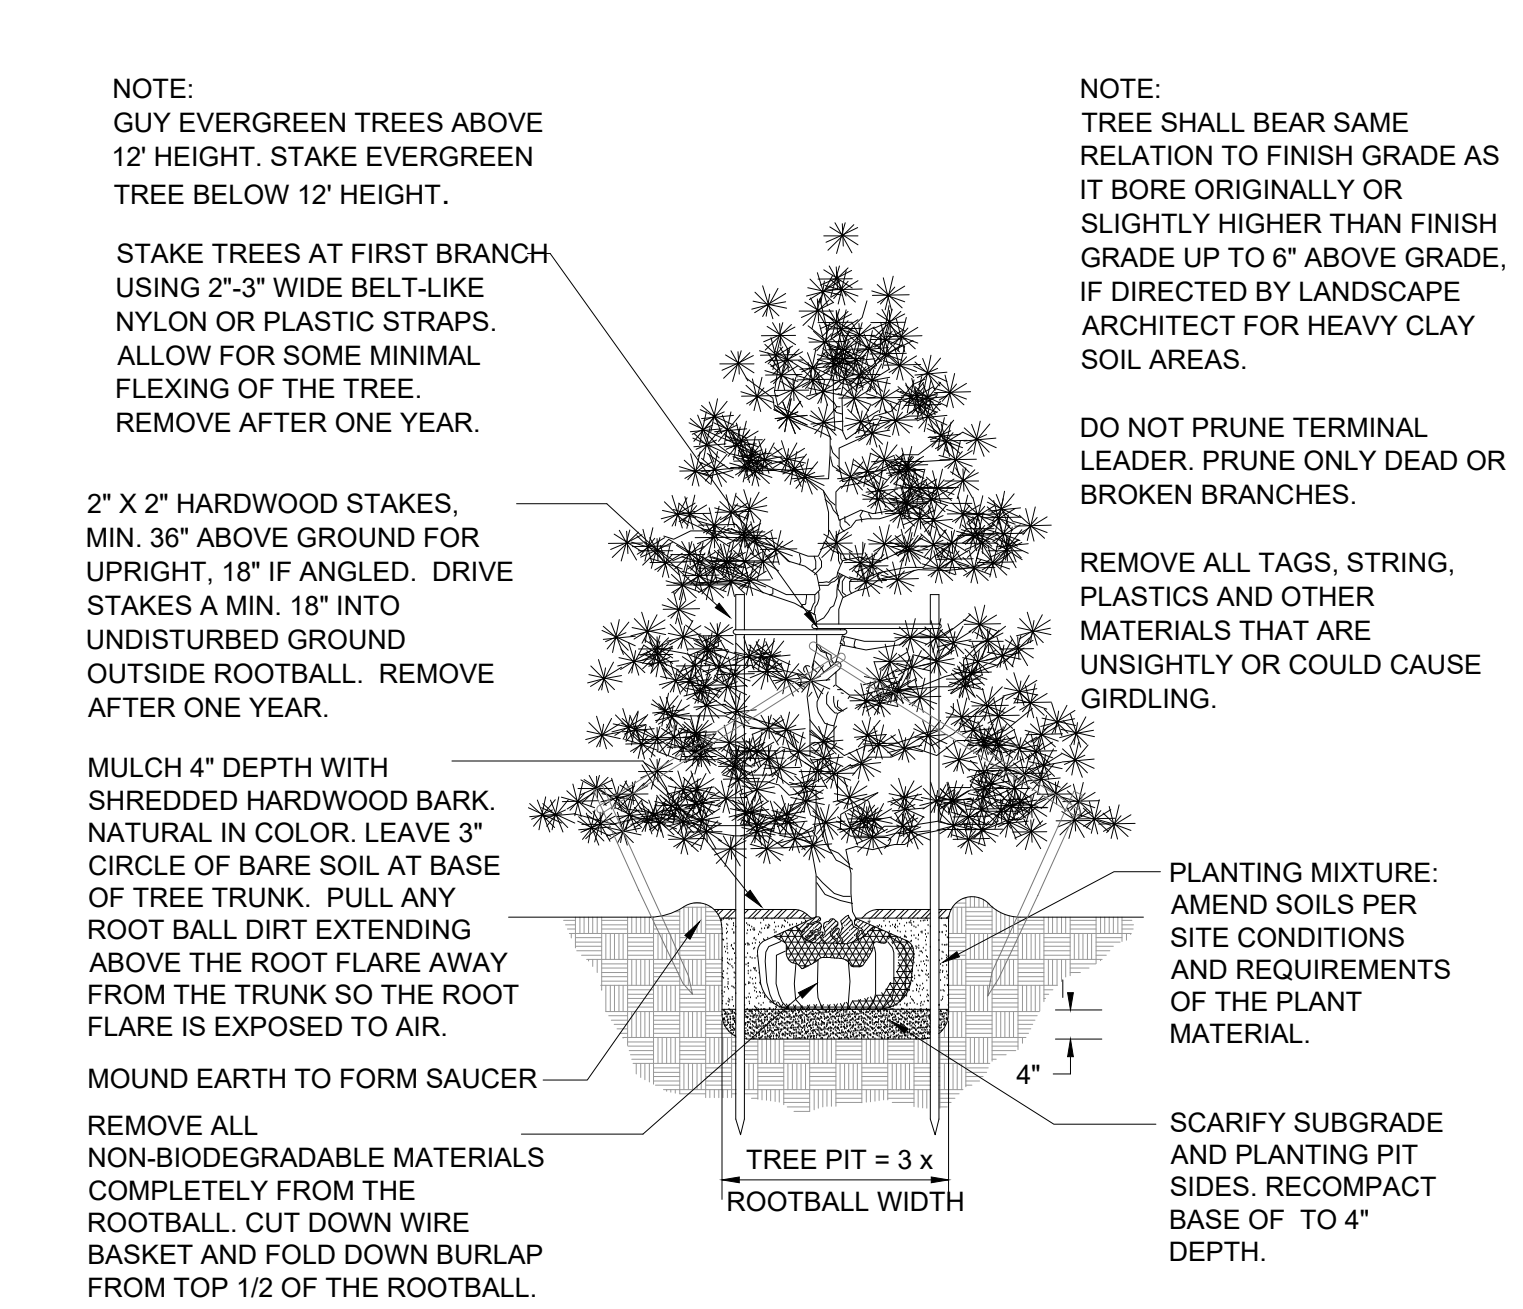 NOTE:
GUY EVERGREEN TREES ABOVE
12' HEIGHT. STAKE EVERGREEN
TREE BELOW 12' HEIGHT.
STAKE TREES AT FIRST BRANCH
USING 2"-3" WIDE BELT-LIKE
NYLON OR PLASTIC STRAPS.
ALLOW FOR SOME MINIMAL
FLEXING OF THE TREE.
REMOVE AFTER ONE YEAR.
2" X 2" HARDWOOD STAKES,
MIN. 36" ABOVE GROUND FOR
UPRIGHT, 18" IF ANGLED. DRIVE
STAKES A MIN. 18" INTO
UNDISTURBED GROUND
OUTSIDE ROOTBALL. REMOVE
AFTER ONE YEAR.
MULCH 4" DEPTH WITH
SHREDDED HARDWOOD BARK.
NATURAL IN COLOR. LEAVE 3"
CIRCLE OF BARE SOIL AT BASE
OF TREE TRUNK. PULL ANY
ROOT BALL DIRT EXTENDING
ABOVE THE ROOT FLARE AWAY
FROM THE TRUNK SO THE ROOT
FLARE IS EXPOSED TO AIR.
MOUND EARTH TO FORM SAUCER
REMOVE ALL
NON-BIODEGRADABLE MATERIALS
COMPLETELY FROM THE
ROOTBALL. CUT DOWN WIRE
BASKET AND FOLD DOWN BURLAP
FROM TOP 1/2 OF THE ROOTBALL.
TREE PIT = 3 x
ROOTBALL WIDTH
4"
NOTE:
TREE SHALL BEAR SAME
RELATION TO FINISH GRADE AS
IT BORE ORIGINALLY OR
SLIGHTLY HIGHER THAN FINISH
GRADE UP TO 6" ABOVE GRADE,
IF DIRECTED BY LANDSCAPE
ARCHITECT FOR HEAVY CLAY
SOIL AREAS.
DO NOT PRUNE TERMINAL
LEADER. PRUNE ONLY DEAD OR
BROKEN BRANCHES.
REMOVE ALL TAGS, STRING,
PLASTICS AND OTHER
MATERIALS THAT ARE
UNSIGHTLY OR COULD CAUSE
GIRDLING.
PLANTING MIXTURE:
AMEND SOILS PER
SITE CONDITIONS
AND REQUIREMENTS
OF THE PLANT
MATERIAL.
SCARIFY SUBGRADE
AND PLANTING PIT
SIDES. RECOMPACT
BASE OF TO 4"
DEPTH.